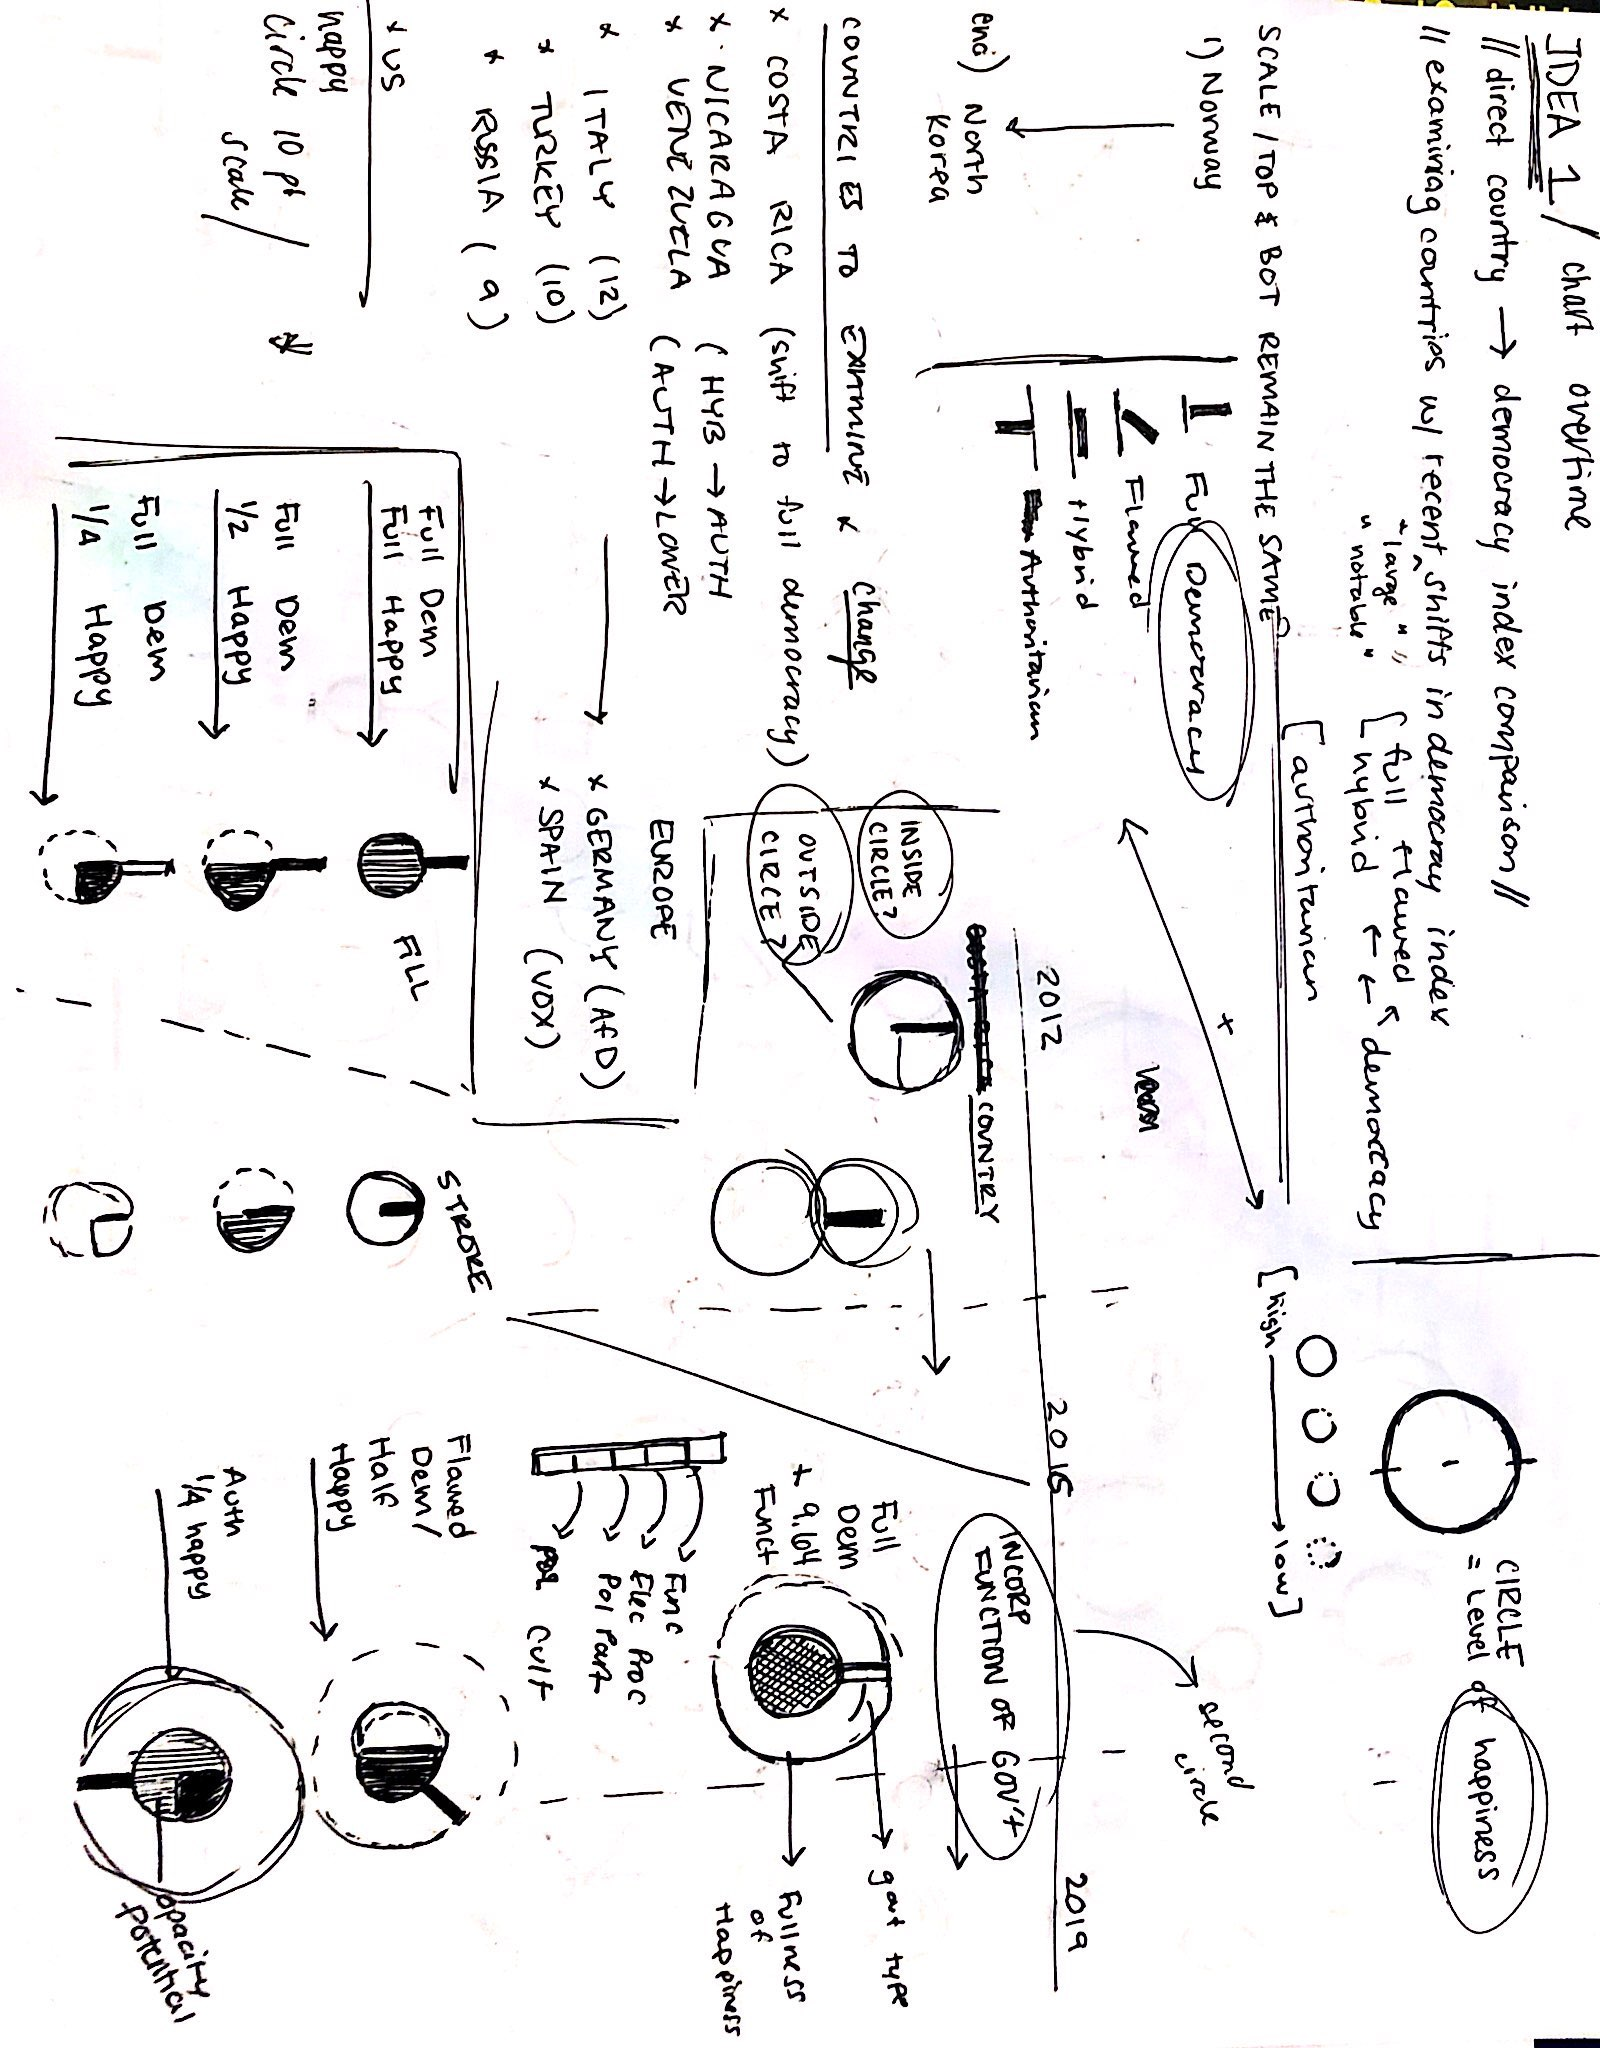 IDEA 1/ chart overtime
// direct country → democracy index comparison //
// examining countries w/ recent shifts in democracy index
"large"
"notable"
[full flawed ← democracy
[hybrid ←
[authoritarian
CIRCLE
= Level of happiness
[high → low]
SCALE / TOP & BOT REMAIN THE SAME
1) Norway
end) North
Korea
Full Democracy
Flawed
Hybrid
Authoritarian
+
second
circle
COUNTRIES TO EXAMINE x change
x COSTA RICA (shift to full democracy)
x NICARAGUA (HYB → AUTH
x VENEZUELA (AUTH → LOWER
x ITALY (12)
x TURKEY (10)
x RUSSIA (9)
x US
happy
circle 10 pt
scale/
EUROPE
x GERMANY (AfD)
x SPAIN (VOX)
2012
2016
2019
COUNTRY
INSIDE
CIRCLE?
OUTSIDE
CIRCE?
INCORP
FUNCTION OF GOV'T
Full
Dem
+ 9.64
Funct
gov't type
Fullness
of
Happiness
Func
Elec Proc
Pol Part
Pol Cult
Full Dem
Full Happy
Full Dem
1/2 Happy
Full Dem
1/4 Happy
FILL
STROKE
Flawed
Dem/
Half
Happy
Auth
1/4 happy
opacity
potential